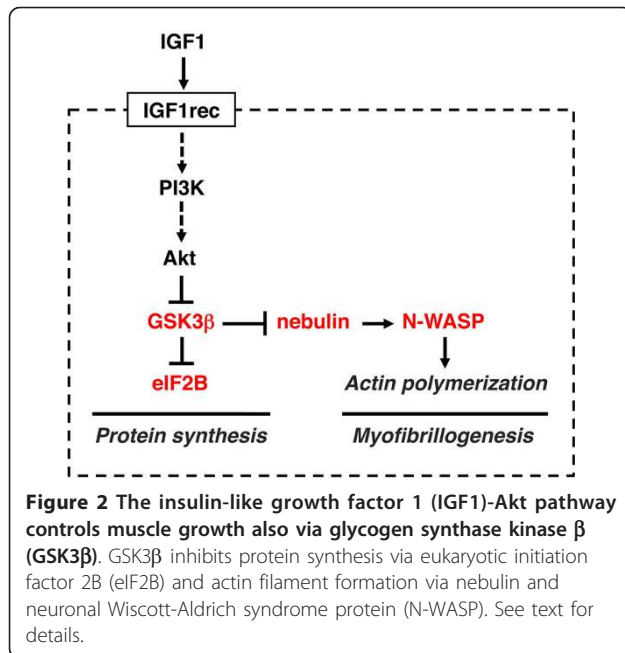 IGF1
IGF1rec
PI3K
Akt
GSK3β nebulin N-WASP
eIF2B Actin polymerization
Protein synthesis Myofibrillogenesis
Figure 2 The insulin-like growth factor 1 (IGF1)-Akt pathway
controls muscle growth also via glycogen synthase kinase β
(GSK3β). GSK3β inhibits protein synthesis via eukaryotic initiation
factor 2B (eIF2B) and actin filament formation via nebulin and
neuronal Wiscott-Aldrich syndrome protein (N-WASP). See text for
details.